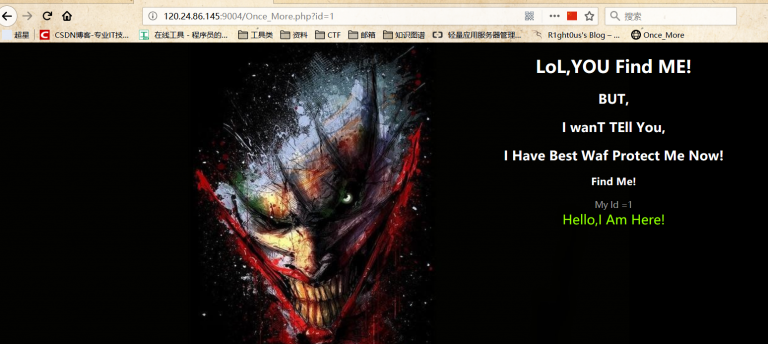 120.24.86.145:9004/Once_More.php?id=1
搜索
超星
CSDN博客-专业IT技...
在线工具 - 程序员的...
工具类
资料
CTF
邮箱
知识图谱
轻量应用服务器管理...
R1ght0us's Blog – ...
Once_More
LoL,YOU Find ME!
BUT,
I wanT TEll You,
I Have Best Waf Protect Me Now!
Find Me!
My Id =1
Hello,I Am Here!